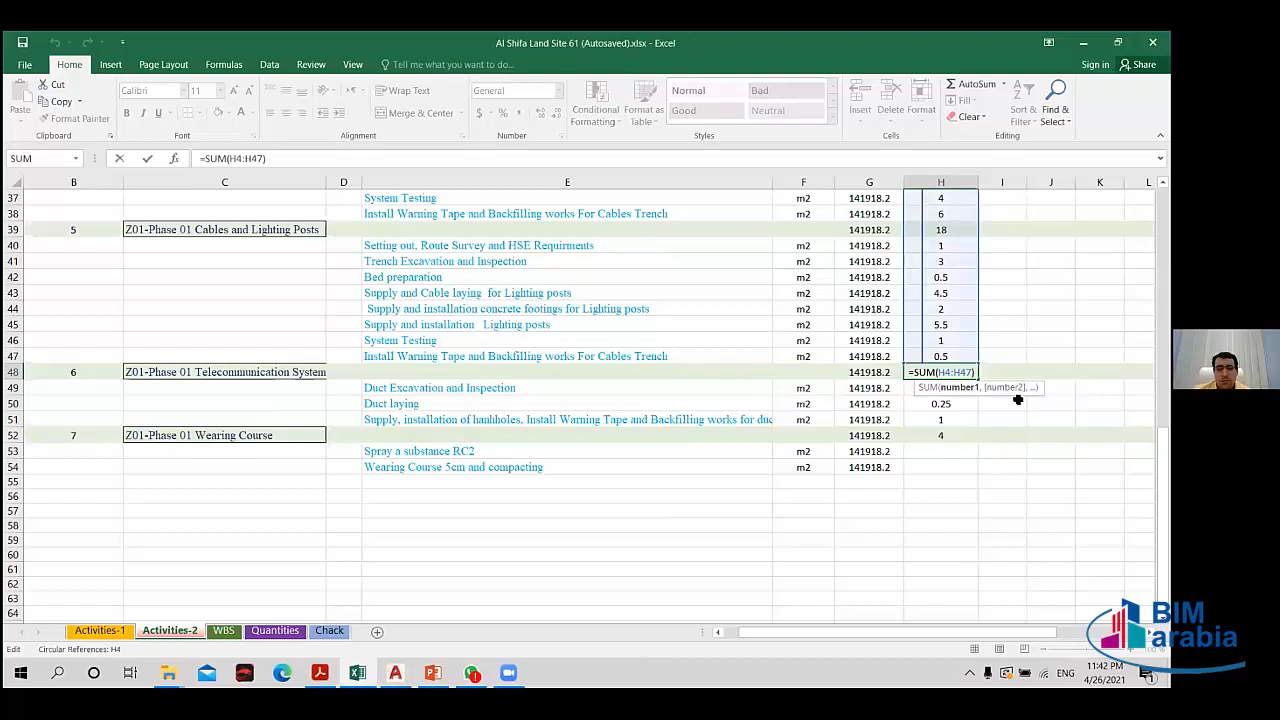 Al Shifa Land Site 61 (Autosaved).xlsx - Excel
File Home Insert Page Layout Formulas Data Review View Tell me what you want to do... Sign in Share
Paste Cut Calibri 11 Wrap Text General Conditional Formatting Format as Table Normal Bad Insert Delete Format AutoSum Sort & Filter Find & Select
Copy B I U Merge & Center $ % , Good Neutral Fill
Format Painter Clear
Clipboard Font Alignment Number Styles Cells Editing
SUM fx =SUM(H4:H47)
B C D E F G H I J K L
37 System Testing m2 141918.2 4
38 Install Warning Tape and Backfilling works For Cables Trench m2 141918.2 6
39 5 Z01-Phase 01 Cables and Lighting Posts 141918.2 18
40 Setting out, Route Survey and HSE Requirments m2 141918.2 1
41 Trench Excavation and Inspection m2 141918.2 3
42 Bed preparation m2 141918.2 0.5
43 Supply and Cable laying for Lighting posts m2 141918.2 4.5
44 Supply and installation concrete footings for Lighting posts m2 141918.2 2
45 Supply and installation Lighting posts m2 141918.2 5.5
46 System Testing m2 141918.2 1
47 Install Warning Tape and Backfilling works For Cables Trench m2 141918.2 0.5
48 6 Z01-Phase 01 Telecommunication System 141918.2 =SUM(H4:H47)
49 Duct Excavation and Inspection m2 141918.2 SUM(number1, [number2], ...)
50 Duct laying m2 141918.2 0.25
51 Supply, installation of hanhholes, Install Warning Tape and Backfilling works for duc m2 141918.2 1
52 7 Z01-Phase 01 Wearing Course 141918.2 4
53 Spray a substance RC2 m2 141918.2
54 Wearing Course 5cm and compacting m2 141918.2
55
56
57
58
59
60
61
62
63
64
Activities-1 Activities-2 WBS Quantities Chack
Edit Circular References: H4
BIM
arabia
ENG 11:42 PM
4/26/2021